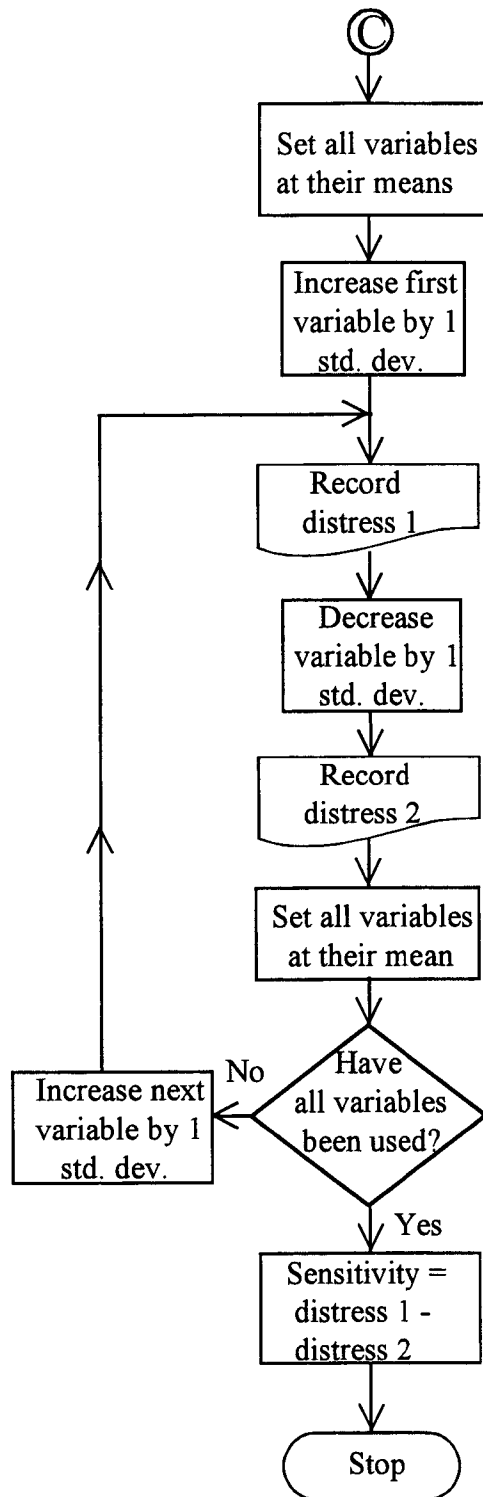 C
Set all variables
at their means
Increase first
variable by 1
std. dev.
Record
distress 1
Decrease
variable by 1
std. dev.
Record
distress 2
Set all variables
at their mean
Have
all variables
been used?
No
Increase next
variable by 1
std. dev.
Yes
Sensitivity =
distress 1 -
distress 2
Stop